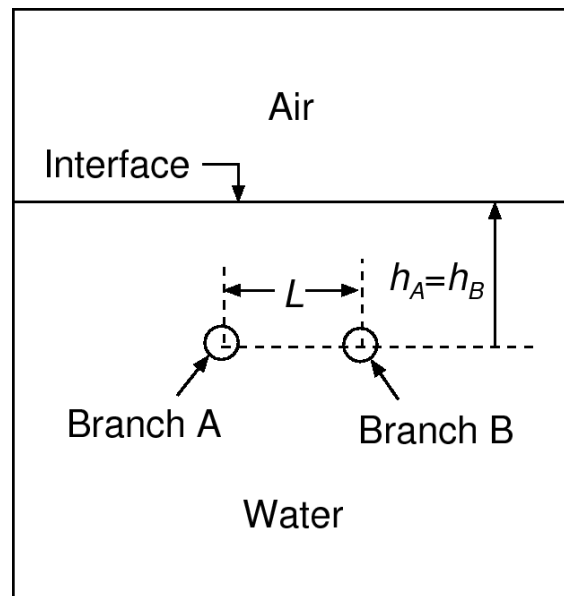 Air
Interface
L
h_A=h_B
Branch A
Branch B
Water